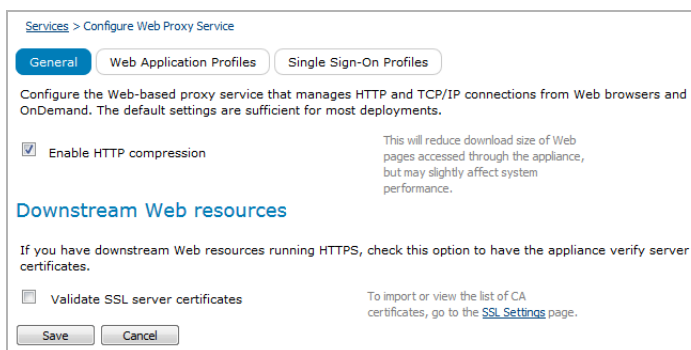 Services > Configure Web Proxy Service
General Web Application Profiles Single Sign-On Profiles
Configure the Web-based proxy service that manages HTTP and TCP/IP connections from Web browsers and
OnDemand. The default settings are sufficient for most deployments.
Enable HTTP compression
This will reduce download size of Web
pages accessed through the appliance,
but may slightly affect system
performance.
Downstream Web resources
If you have downstream Web resources running HTTPS, check this option to have the appliance verify server
certificates.
Validate SSL server certificates
To import or view the list of CA
certificates, go to the SSL Settings page.
Save Cancel